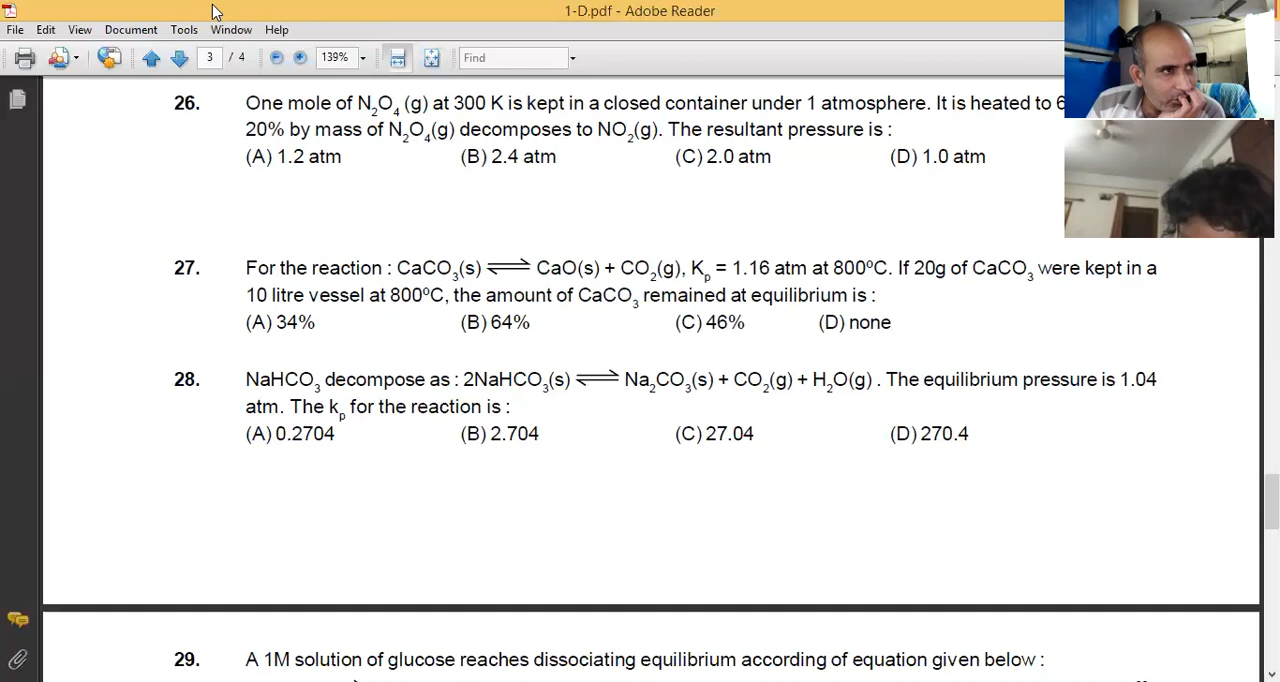 1-D.pdf - Adobe Reader
File Edit View Document Tools Window Help
3 / 4 139% Find
26. One mole of N₂O₄ (g) at 300 K is kept in a closed container under 1 atmosphere. It is heated to 6
20% by mass of N₂O₄(g) decomposes to NO₂(g). The resultant pressure is :
(A) 1.2 atm (B) 2.4 atm (C) 2.0 atm (D) 1.0 atm
27. For the reaction : CaCO₃(s) ⇌ CaO(s) + CO₂(g), Kₚ = 1.16 atm at 800⁰C. If 20g of CaCO₃ were kept in a
10 litre vessel at 800⁰C, the amount of CaCO₃ remained at equilibrium is :
(A) 34% (B) 64% (C) 46% (D) none
28. NaHCO₃ decompose as : 2NaHCO₃(s) ⇌ Na₂CO₃(s) + CO₂(g) + H₂O(g) . The equilibrium pressure is 1.04
atm. The kₚ for the reaction is :
(A) 0.2704 (B) 2.704 (C) 27.04 (D) 270.4
29. A 1M solution of glucose reaches dissociating equilibrium according of equation given below :